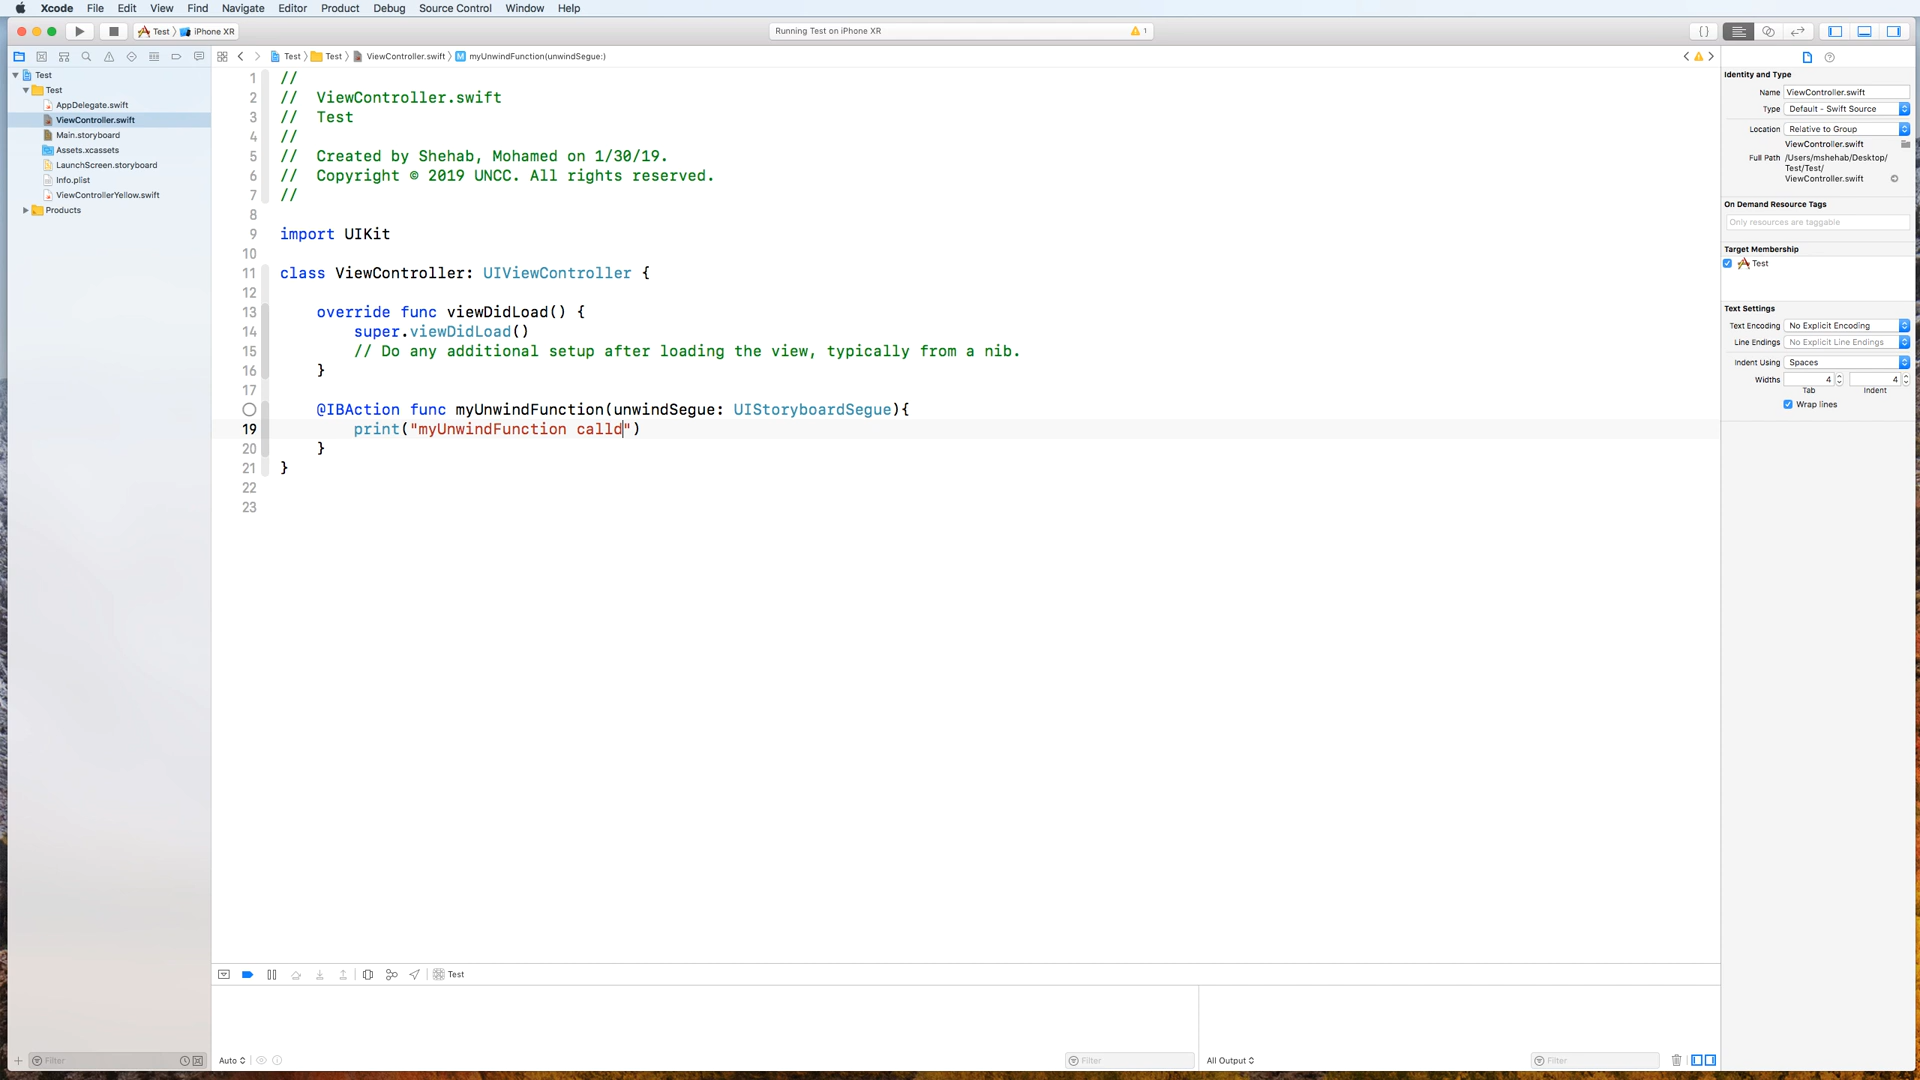 Xcode File Edit View Find Navigate Editor Product Debug Source Control Window Help
Test iPhone XR
Running Test on iPhone XR
1
Test Test ViewController.swift myUnwindFunction(unwindSegue:)
Test
Test
AppDelegate.swift
ViewController.swift
Main.storyboard
Assets.xcassets
LaunchScreen.storyboard
Info.plist
ViewControllerYellow.swift
Products
1 //
2 // ViewController.swift
3 // Test
4 //
5 // Created by Shehab, Mohamed on 1/30/19.
6 // Copyright © 2019 UNCC. All rights reserved.
7 //
8
9 import UIKit
10
11 class ViewController: UIViewController {
12
13 override func viewDidLoad() {
14 super.viewDidLoad()
15 // Do any additional setup after loading the view, typically from a nib.
16 }
17
@IBAction func myUnwindFunction(unwindSegue: UIStoryboardSegue){
19 print("myUnwindFunction calld")
20 }
21 }
22
23
Identity and Type
Name ViewController.swift
Type Default - Swift Source
Location Relative to Group
ViewController.swift
Full Path /Users/mshehab/Desktop/
Test/Test/
ViewController.swift
On Demand Resource Tags
Only resources are taggable
Target Membership
Test
Text Settings
Text Encoding No Explicit Encoding
Line Endings No Explicit Line Endings
Indent Using Spaces
Widths 4 4
Tab Indent
Wrap lines
Test
Filter
Auto
Filter
All Output
Filter